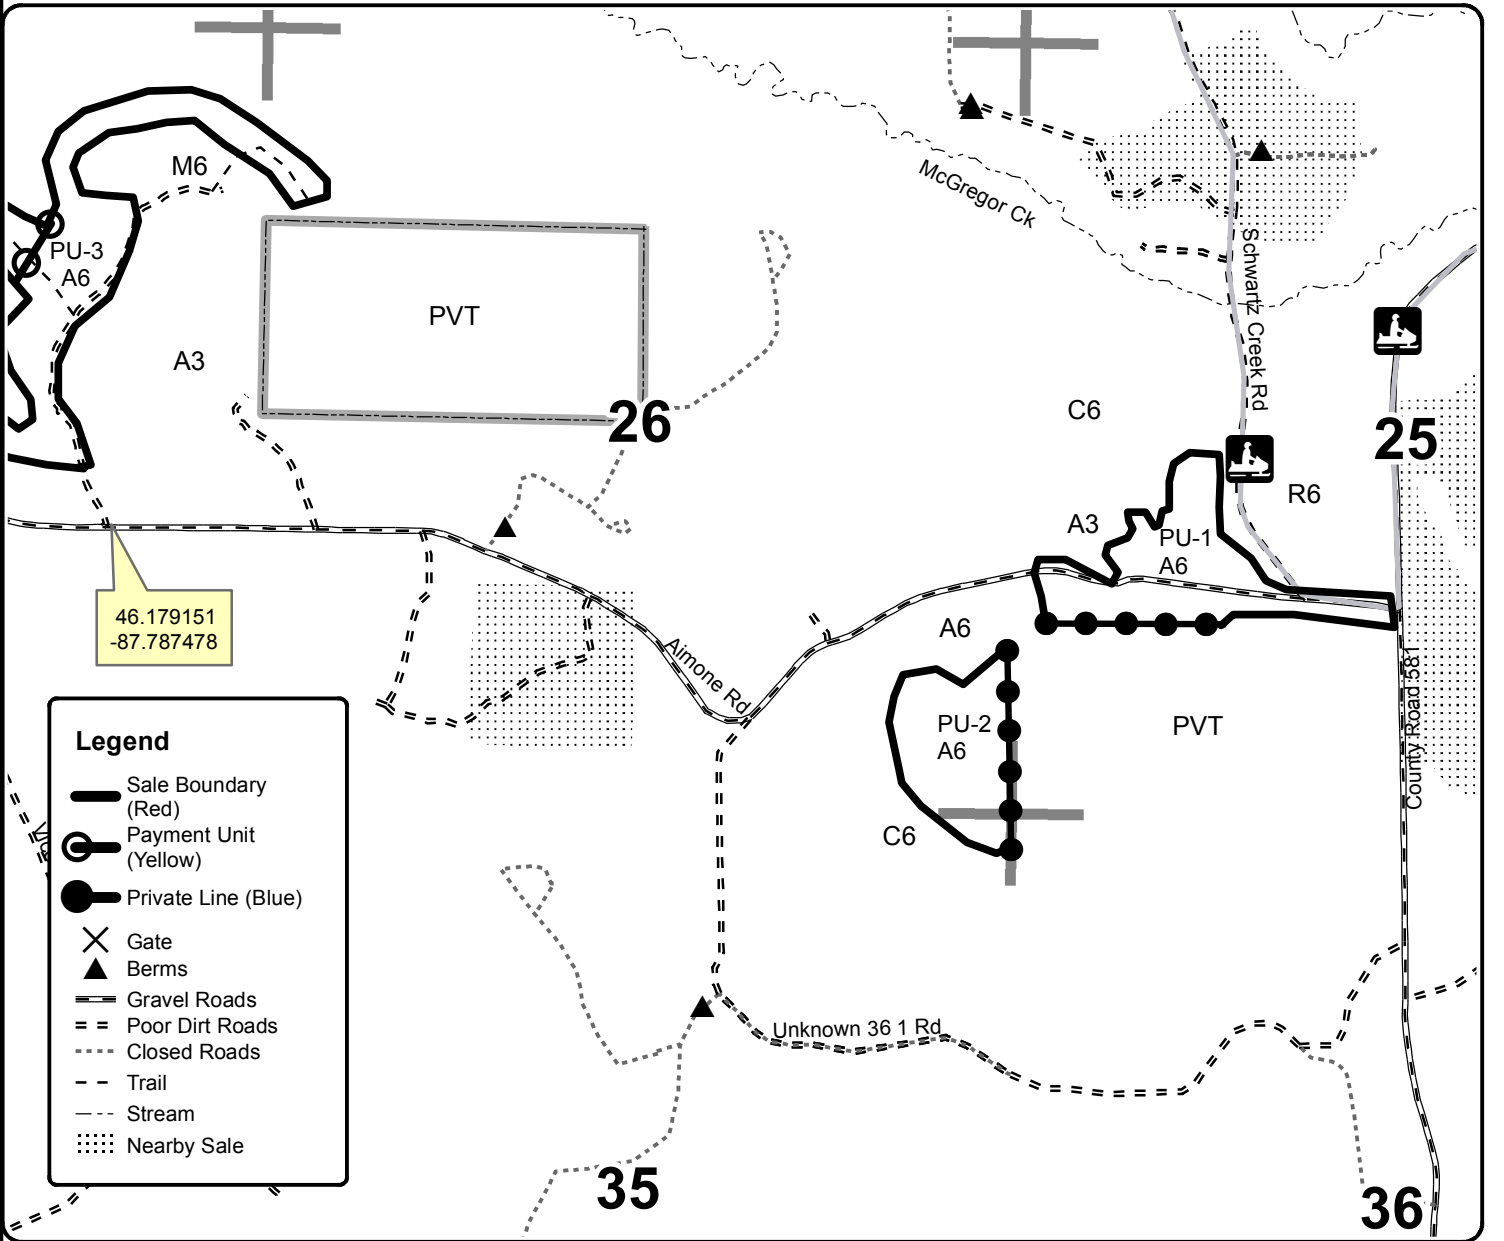 M6
McGregor Ck
PU-3
A6
Schwartz Creek Rd
PVT
A3
26
C6
25
R6
A3
PU-1
A6
46.179151
-87.787478
A6
Aimone Rd
County Road 581
PU-2
A6
PVT
C6
Legend
Sale Boundary
(Red)
Payment Unit
(Yellow)
Private Line (Blue)
Gate
Berms
Gravel Roads
Poor Dirt Roads
Closed Roads
Trail
Stream
Nearby Sale
Unknown 36 1 Rd
35
36